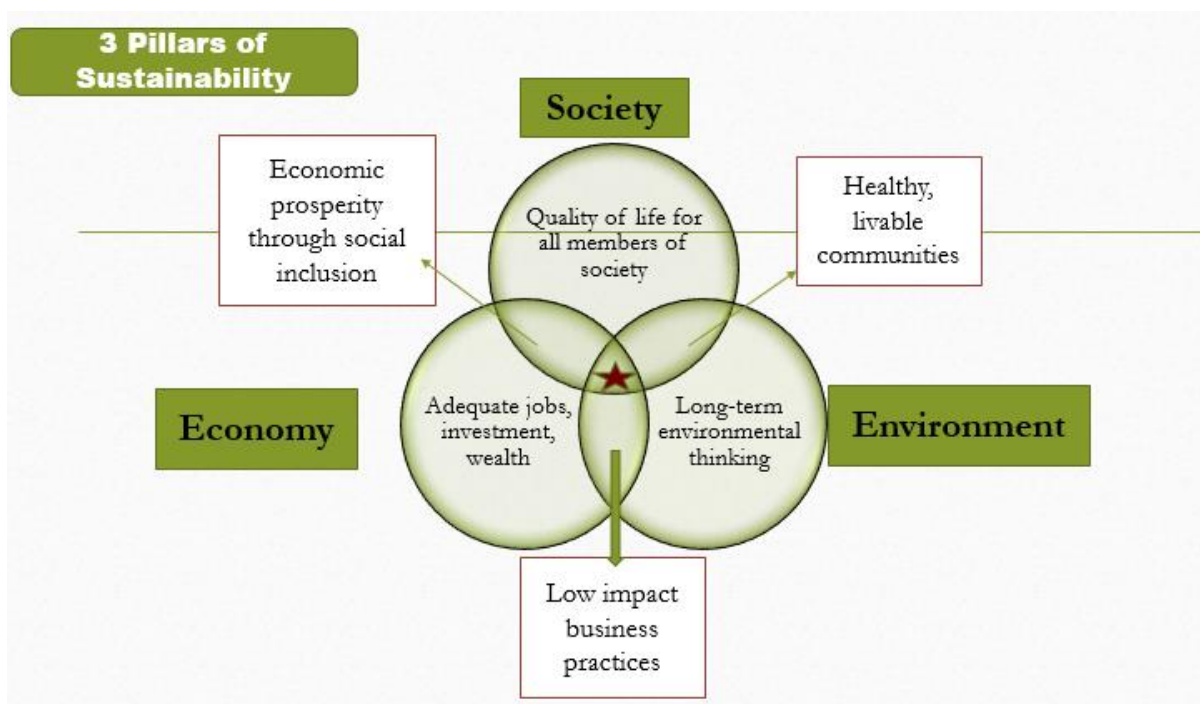 3 Pillars of
Sustainability
Society
Economic
prosperity
through social
inclusion
Quality of life for
all members of
society
Healthy,
livable
communities
Economy
Adequate jobs,
investment,
wealth
Long-term
environmental
thinking
Environment
Low impact
business
practices